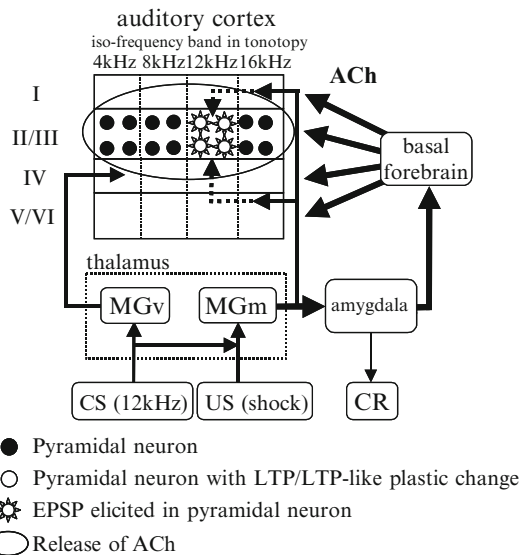 auditory cortex
iso-frequency band in tonotopy
4kHz 8kHz 12kHz 16kHz
ACh
I
II/III
IV
V/VI
basal
forebrain
thalamus
MGv
MGm
amygdala
CS (12kHz)
US (shock)
CR
Pyramidal neuron
Pyramidal neuron with LTP/LTP-like plastic change
EPSP elicited in pyramidal neuron
Release of ACh